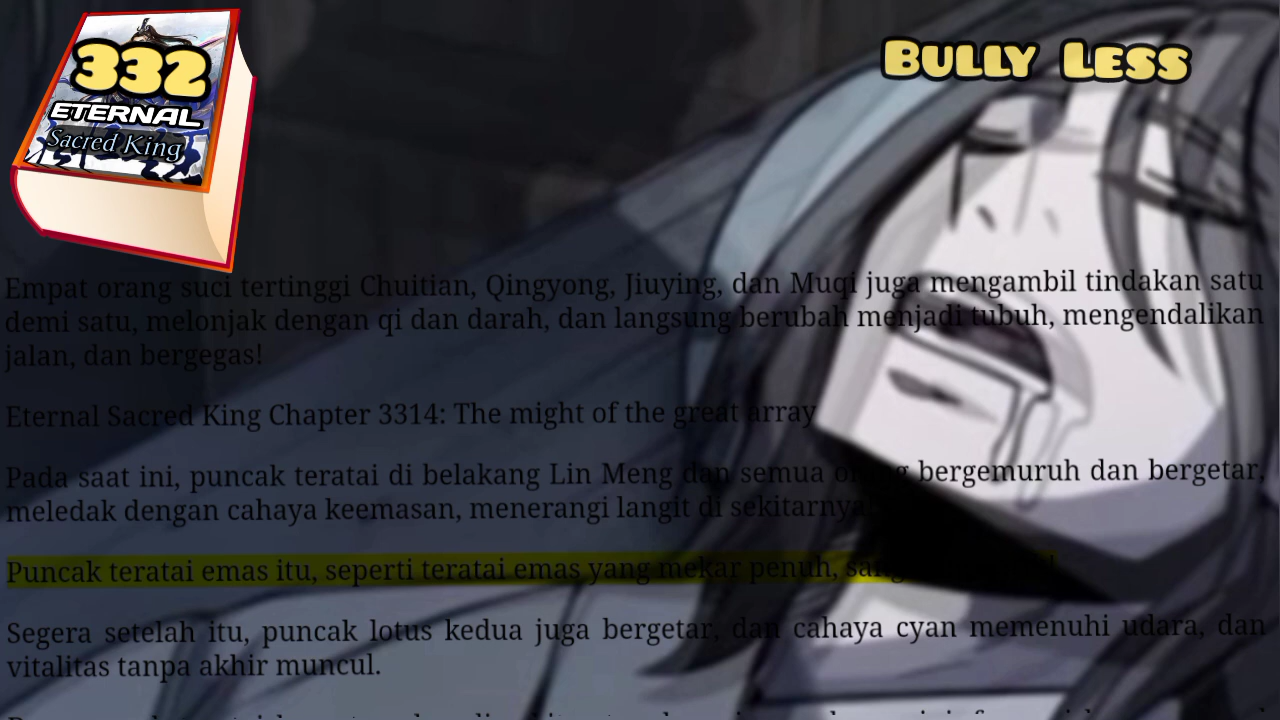 332
ETERNAL
Sacred King
BULLY LESS
Empat orang suci tertinggi Chuitian, Qingyong, Jiuying, dan Muqi juga mengambil tindakan satu
demi satu, melonjak dengan qi dan darah, dan langsung berubah menjadi tubuh, mengendalikan
jalan, dan bergegas!
Eternal Sacred King Chapter 3314: The might of the great array
Pada saat ini, puncak teratai di belakang Lin Meng dan semua orang bergemuruh dan bergetar,
meledak dengan cahaya keemasan, menerangi langit di sekitarnya!
Puncak teratai emas itu, seperti teratai emas yang mekar penuh,
Segera setelah itu, puncak lotus kedua juga bergetar, dan cahaya cyan memenuhi udara, dan
vitalitas tanpa akhir muncul.